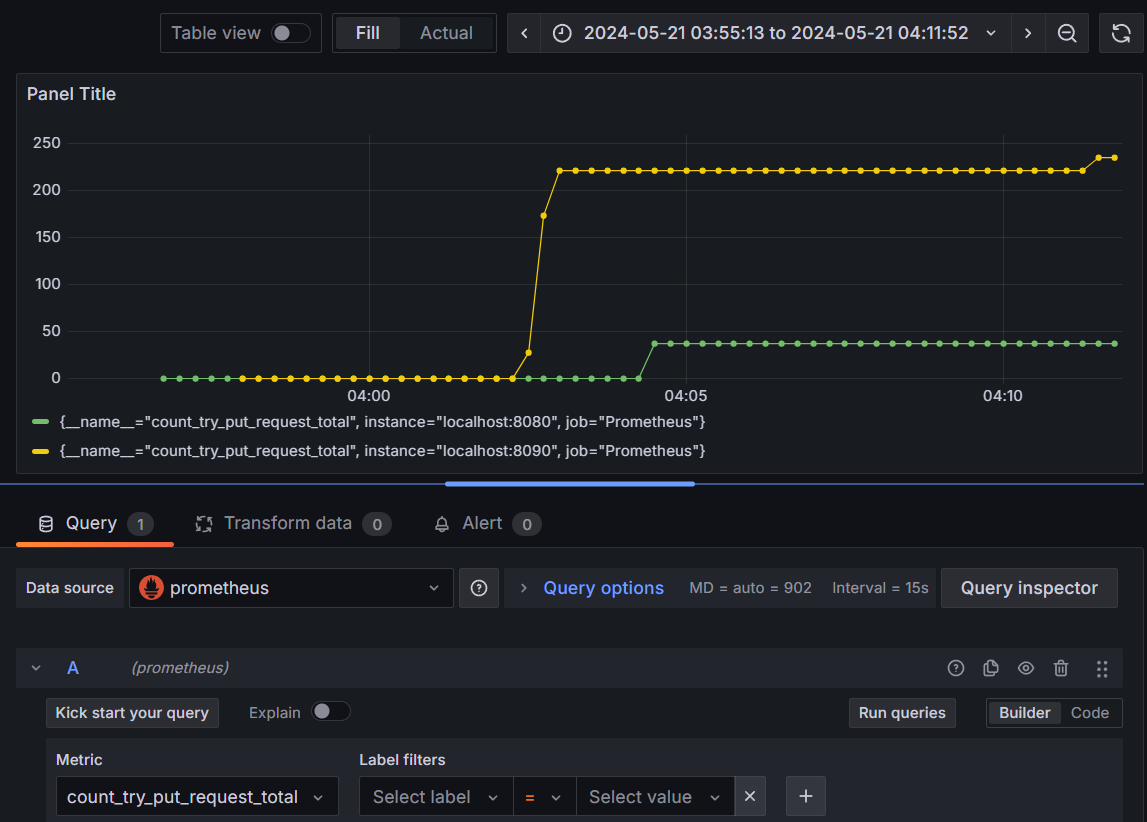 Table view Fill Actual 2024-05-21 03:55:13 to 2024-05-21 04:11:52
Panel Title
250
200
150
100
50
0
04:00 04:05 04:10
{__name__="count_try_put_request_total", instance="localhost:8080", job="Prometheus"}
{__name__="count_try_put_request_total", instance="localhost:8090", job="Prometheus"}
Query 1 Transform data 0 Alert 0
Data source prometheus Query options MD = auto = 902 Interval = 15s Query inspector
A (prometheus)
Kick start your query Explain Run queries Builder Code
Metric Label filters
count_try_put_request_total Select label = Select value